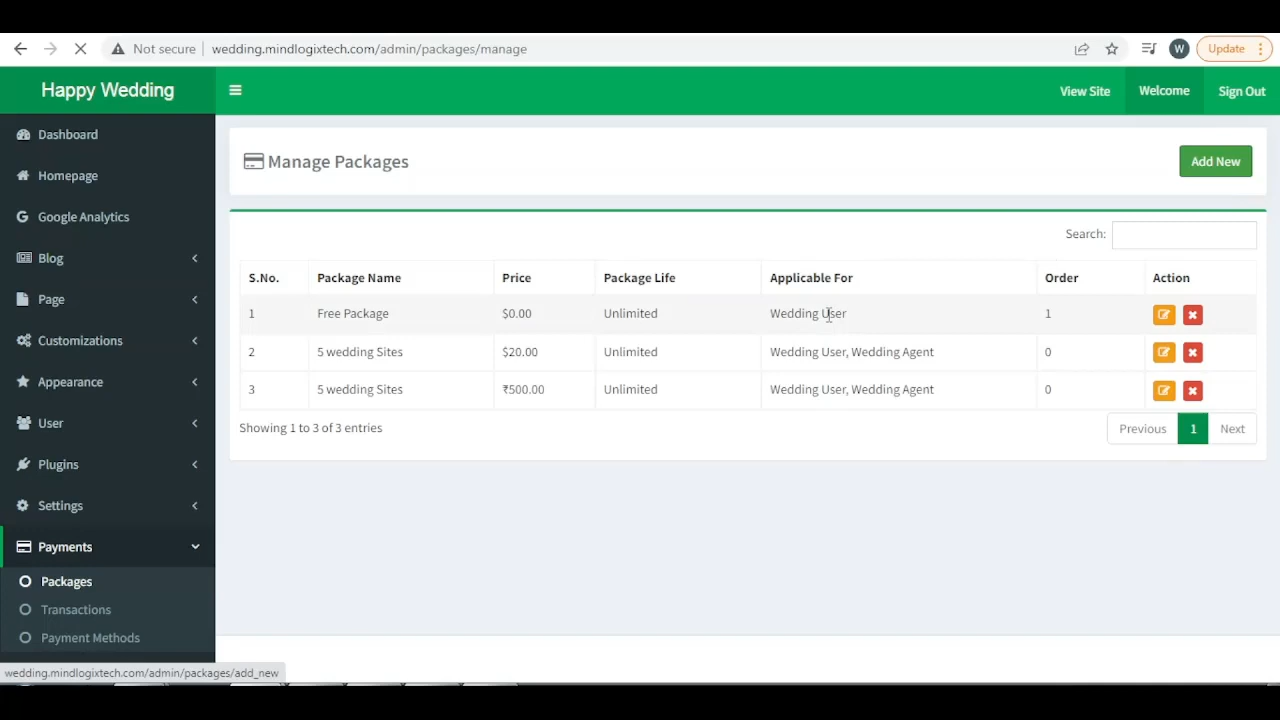 Not secure
wedding.mindlogixtech.com/admin/packages/manage
W
Update
Happy Wedding
View Site
Welcome
Sign Out
Dashboard
Homepage
Google Analytics
Blog
Page
Customizations
Appearance
User
Plugins
Settings
Payments
Packages
Transactions
Payment Methods
Manage Packages
Add New
Search:
S.No. Package Name Price Package Life Applicable For Order Action
1 Free Package $0.00 Unlimited Wedding User 1
2 5 wedding Sites $20.00 Unlimited Wedding User, Wedding Agent 0
3 5 wedding Sites ₹500.00 Unlimited Wedding User, Wedding Agent 0
Showing 1 to 3 of 3 entries
Previous 1 Next
wedding.mindlogixtech.com/admin/packages/add_new